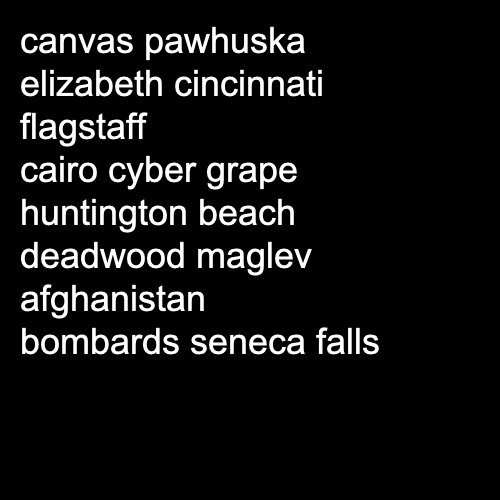 canvas pawhuska
elizabeth cincinnati
flagstaff
cairo cyber grape
huntington beach
deadwood maglev
afghanistan
bombards seneca falls